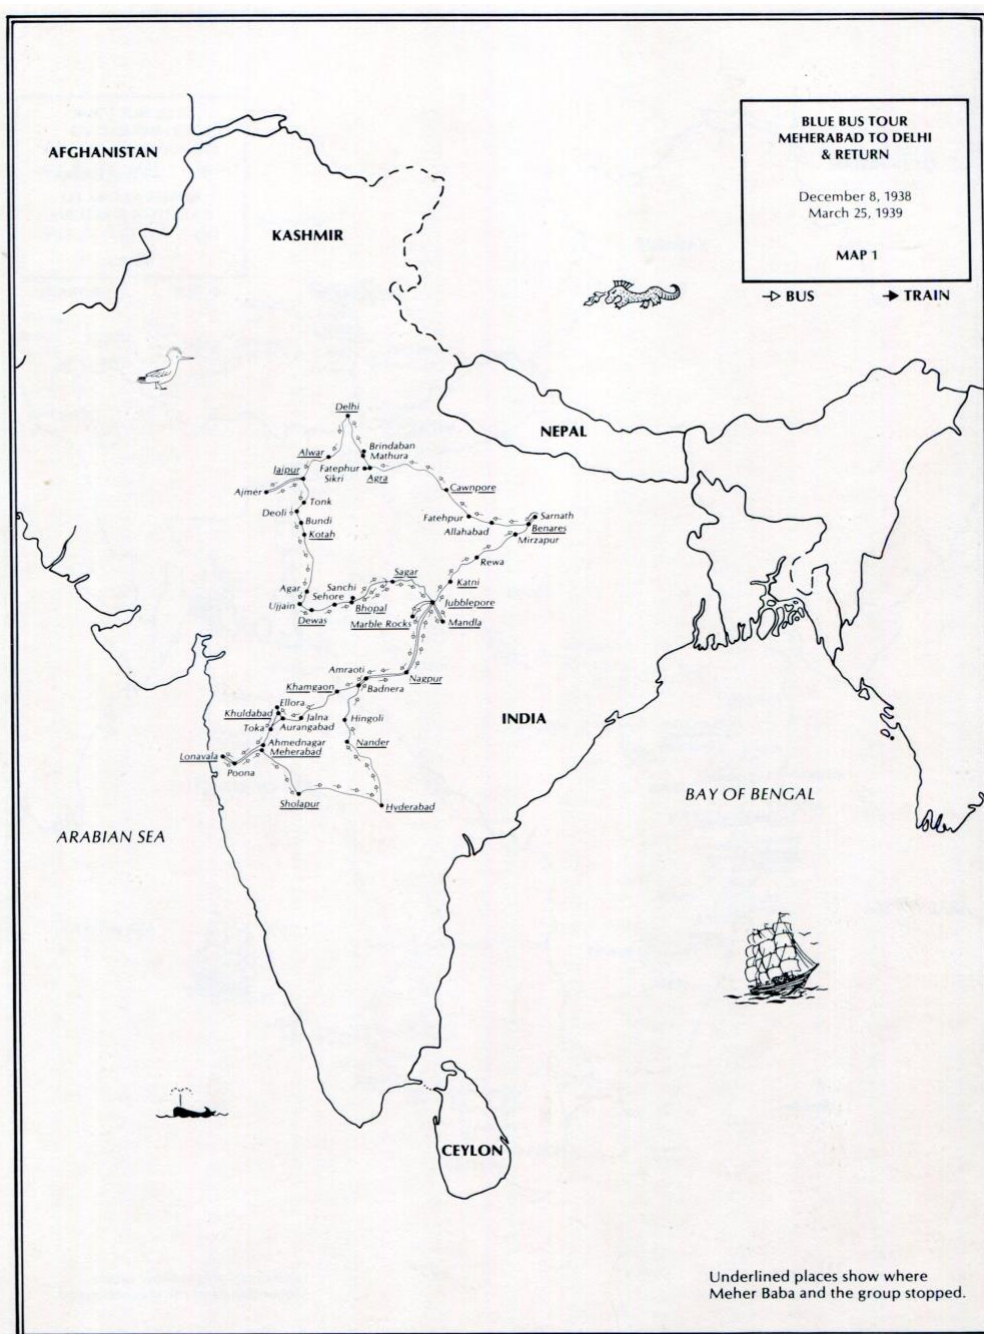 BLUE BUS TOUR
MEHERABAD TO DELHI
& RETURN
December 8, 1938
March 25, 1939
MAP 1
BUS
TRAIN
AFGHANISTAN
KASHMIR
NEPAL
Delhi
Alwar
Brindaban
Mathura
Jaipur
Fatephur
Sikri
Agra
Ajmer
Cawnpore
Tonk
Deoli
Bundi
Kotah
Fatehpur
Allahabad
Sarnath
Benares
Mirzapur
Rewa
Sagar
Katni
Agar
Sanchi
Sehore
Ujjain
Dewas
Bhopal
Jubblepore
Marble Rocks
Mandla
Amraoti
Nagpur
Khamgaon
Badnera
Ellora
Khuldabad
Jalna
Toka
Aurangabad
Hingoli
INDIA
Ahmednagar
Meherabad
Nander
Lonavala
Poona
Sholapur
Hyderabad
BAY OF BENGAL
ARABIAN SEA
CEYLON
Underlined places show where
Meher Baba and the group stopped.